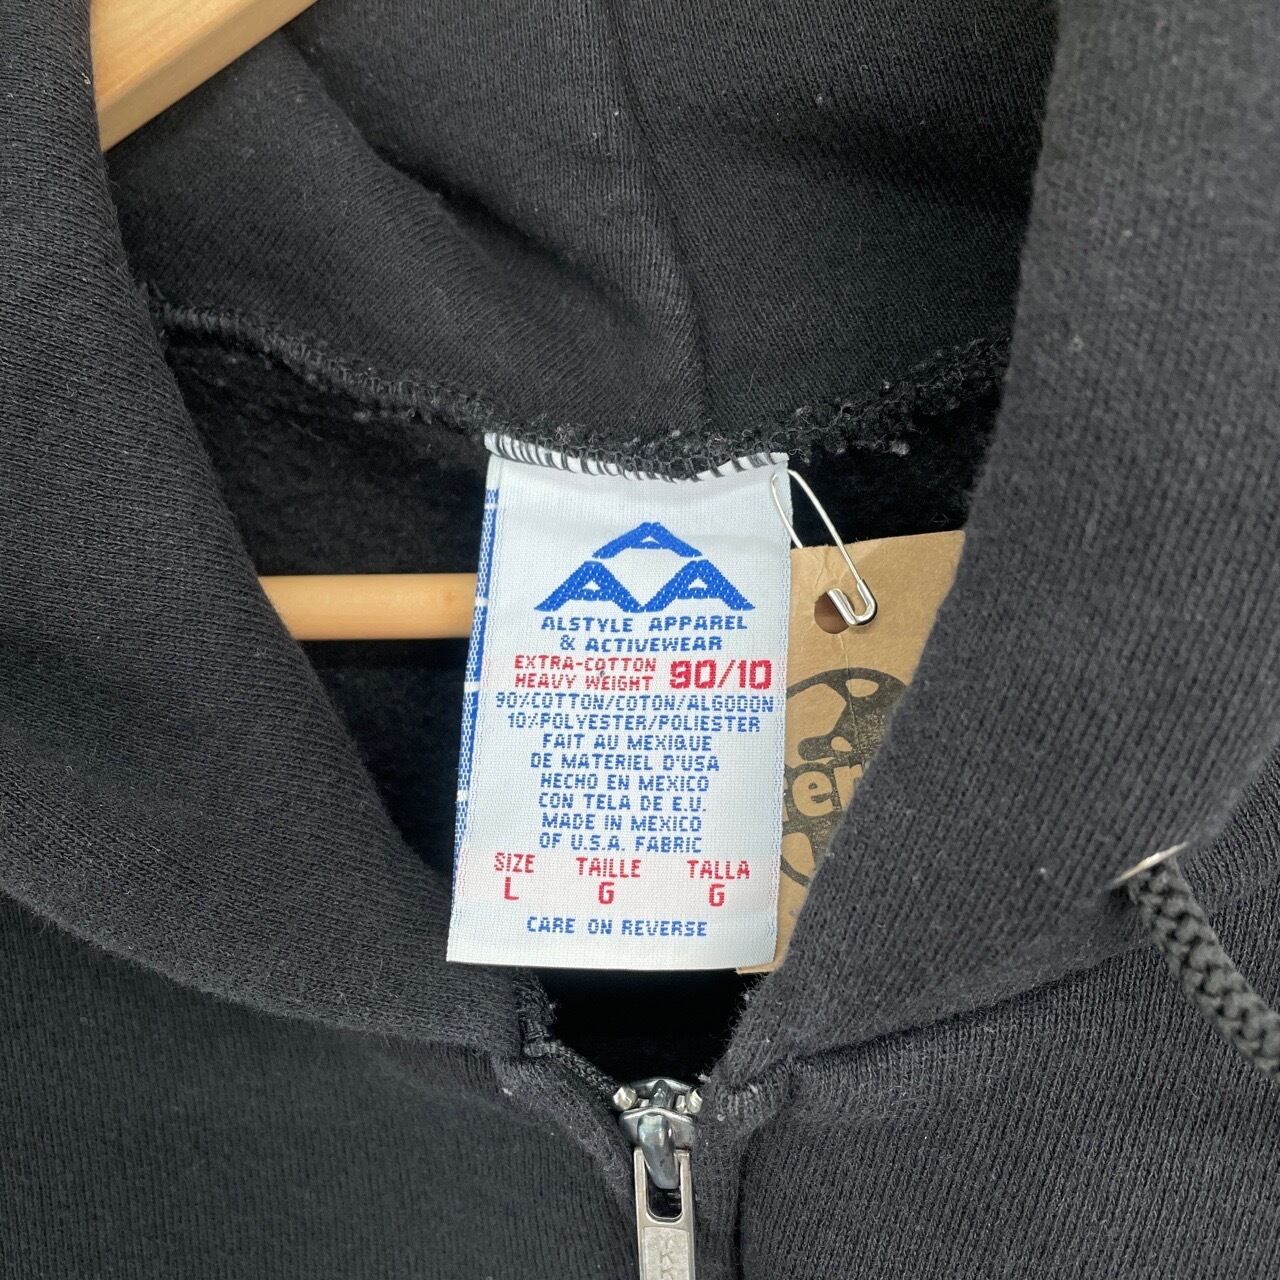 AAA
ALSTYLE APPAREL
& ACTIVEWEAR
EXTRA-COTTON
HEAVY WEIGHT 90/10
90%COTTON/COTON/ALGODON
10%POLYESTER/POLIESTER
FAIT AU MEXIQUE
DE MATERIEL D'USA
HECHO EN MEXICO
CON TELA DE E.U.
MADE IN MEXICO
OF U.S.A. FABRIC
SIZE TAILLE TALLA
L G G
CARE ON REVERSE
YKK